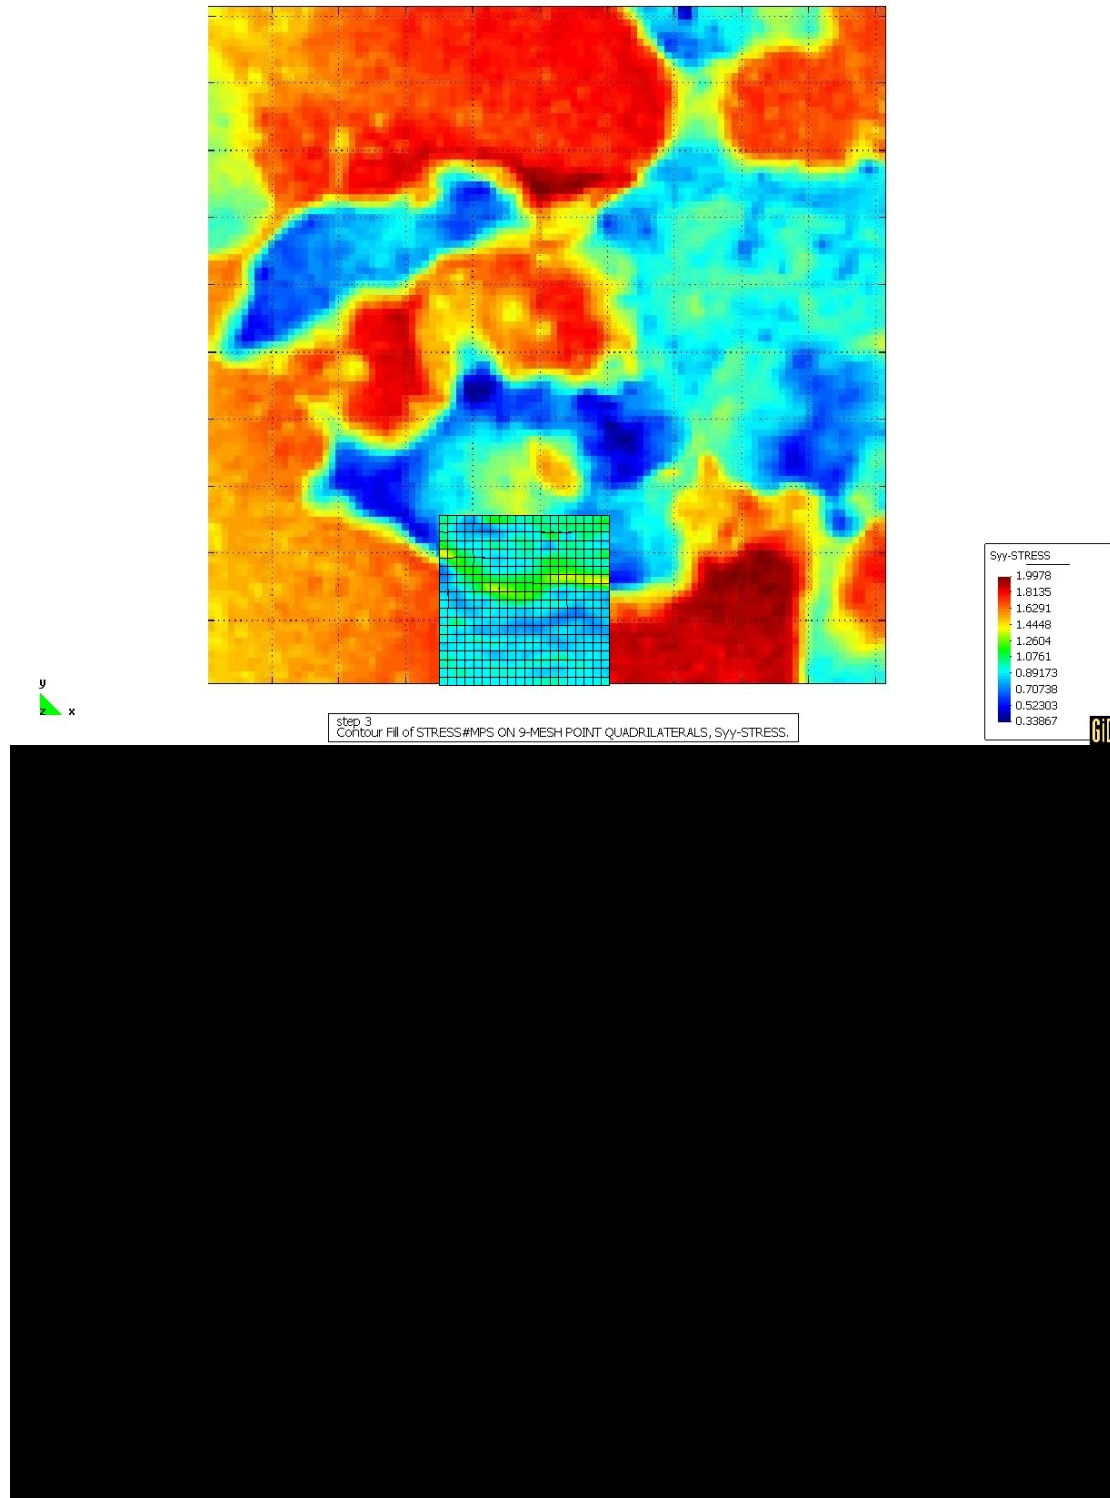 Syy-STRESS
1.9978
1.8135
1.6291
1.4448
1.2604
1.0761
0.89173
0.70738
0.52303
0.33867
y
z x
step 3
Contour Fill of STRESS#MPS ON 9-MESH POINT QUADRILATERALS, Syy-STRESS.